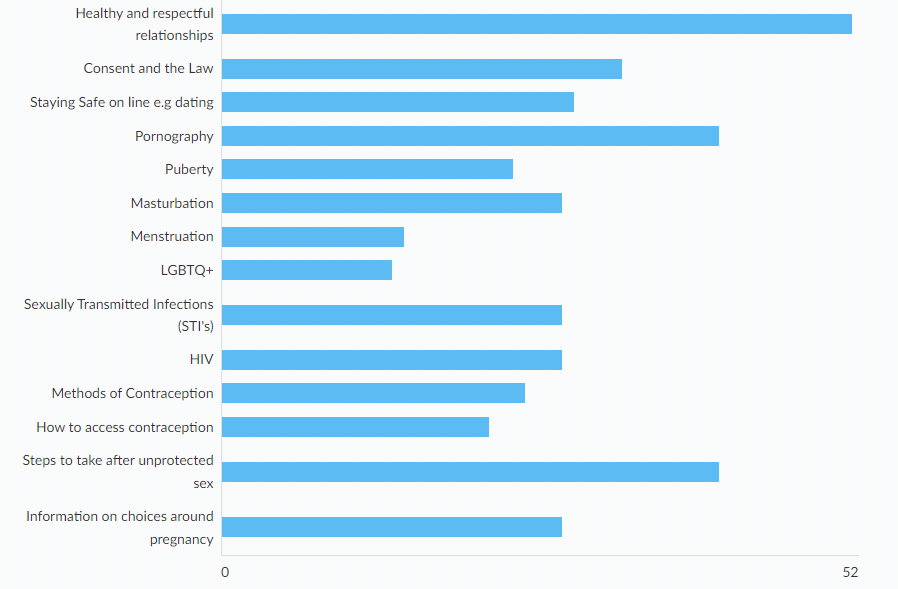 Healthy and respectful
relationships
Consent and the Law
Staying Safe on line e.g dating
Pornography
Puberty
Masturbation
Menstruation
LGBTQ+
Sexually Transmitted Infections
(STI's)
HIV
Methods of Contraception
How to access contraception
Steps to take after unprotected
sex
Information on choices around
pregnancy
0 52